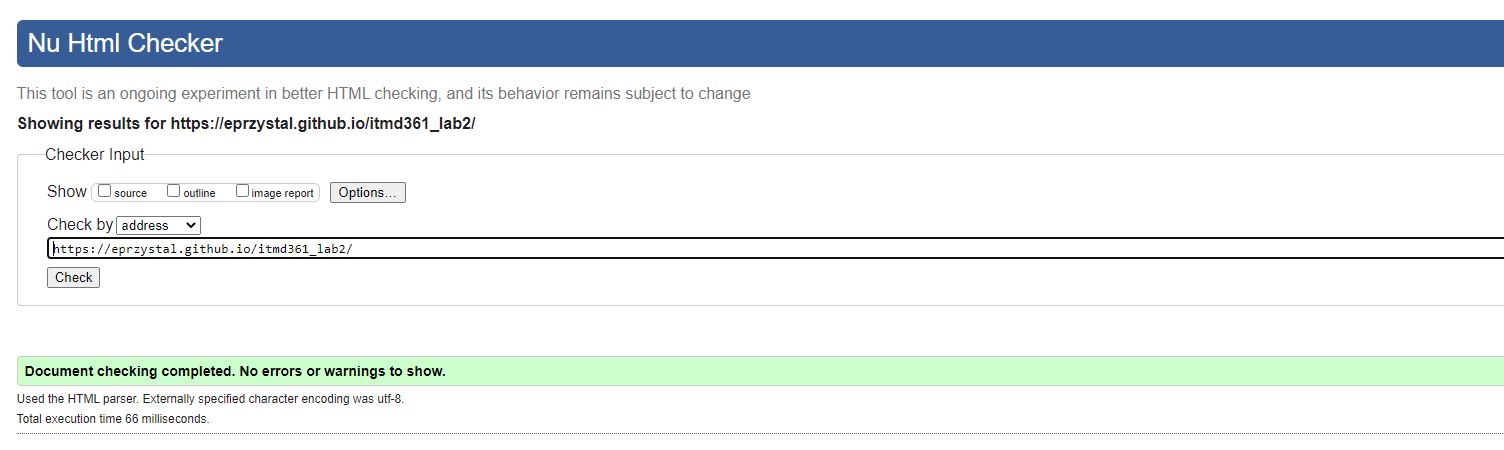 Nu Html Checker
This tool is an ongoing experiment in better HTML checking, and its behavior remains subject to change
Showing results for https://eprzystal.github.io/itmd361_lab2/
Checker Input
Show source outline image report Options...
Check by address
https://eprzystal.github.io/itmd361_lab2/
Check
Document checking completed. No errors or warnings to show.
Used the HTML parser. Externally specified character encoding was utf-8.
Total execution time 66 milliseconds.